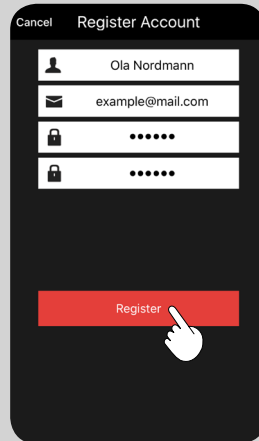 Cancel Register Account
Ola Nordmann
example@mail.com
••••••
••••••
Register